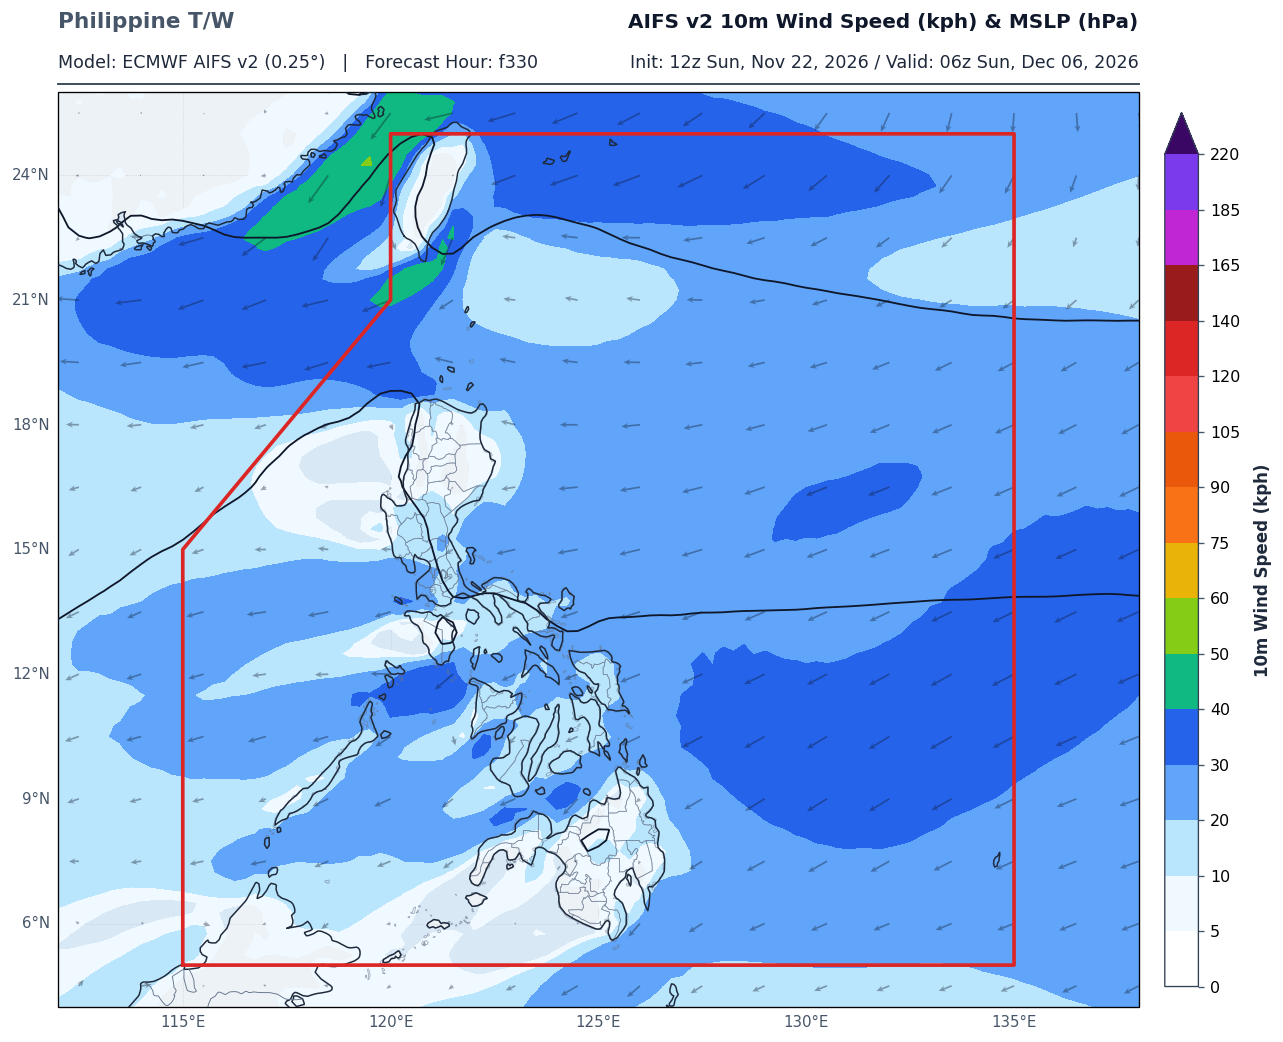 Philippine T/W
AIFS v2 10m Wind Speed (kph) & MSLP (hPa)
Model: ECMWF AIFS v2 (0.25°) | Forecast Hour: f330
Init: 12z Sun, Nov 22, 2026 / Valid: 06z Sun, Dec 06, 2026
24°N
21°N
18°N
15°N
12°N
9°N
6°N
115°E
120°E
125°E
130°E
135°E
220
185
165
140
120
105
90
75
60
50
40
30
20
10
5
0
10m Wind Speed (kph)